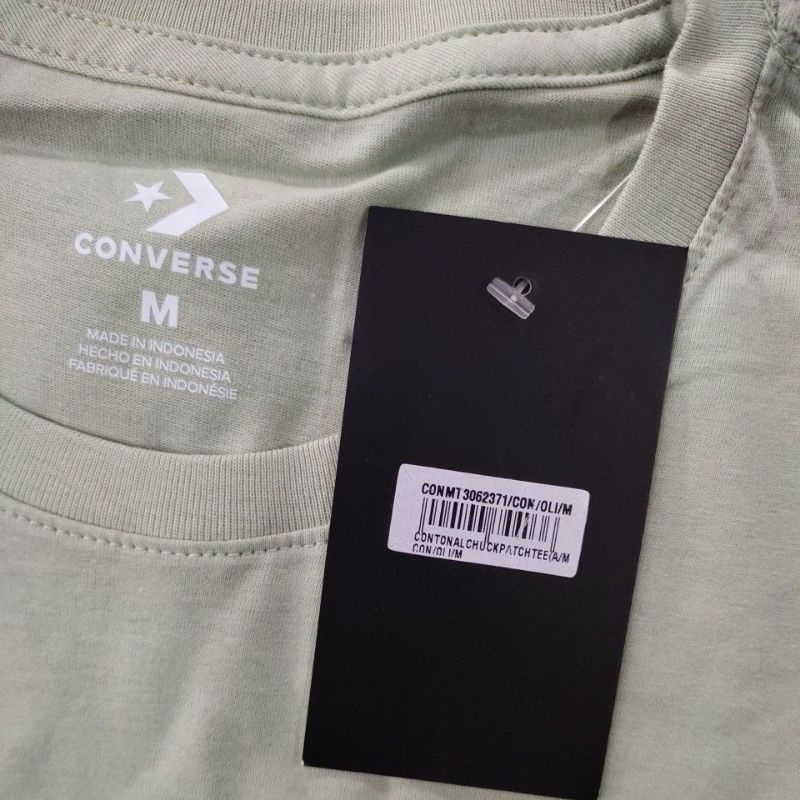 CONVERSE
M
MADE IN INDONESIA
HECHO EN INDONESIA
FABRIQUÉ EN INDONÉSIE
CONMT3062371/CON/OLI/M
CONTONALCHUCKPATCHTEE(A/M
CON/OLI/M